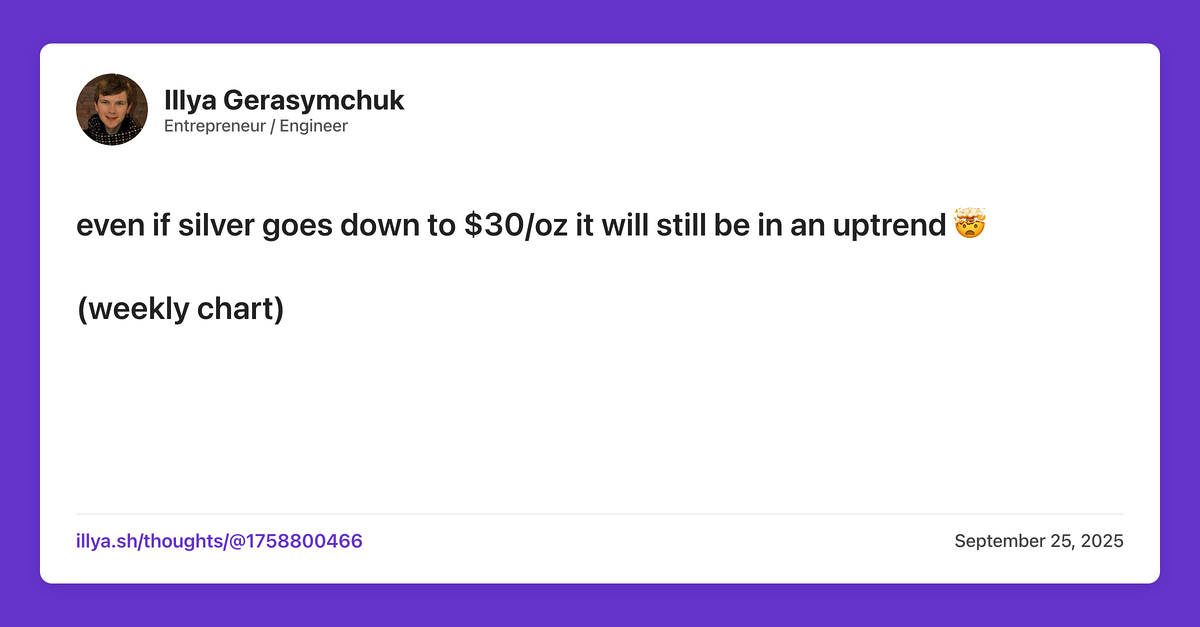 Illya Gerasymchuk
Entrepreneur / Engineer
even if silver goes down to $30/oz it will still be in an uptrend 🤯
(weekly chart)
illya.sh/thoughts/@1758800466
September 25, 2025